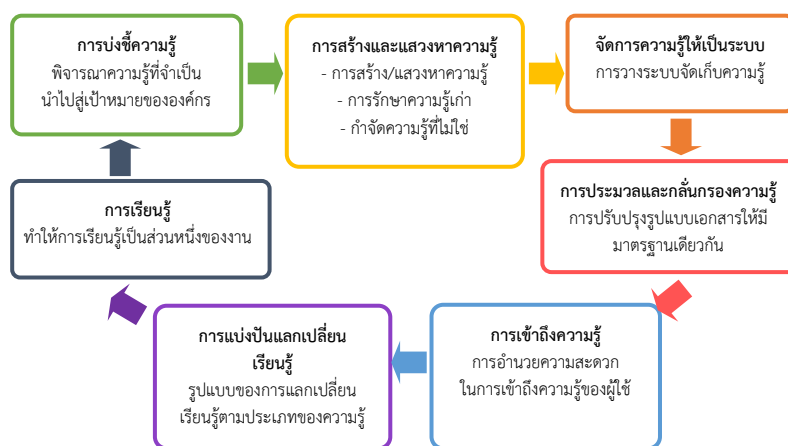 การบ่งชี้ความรู้
พิจารณาความรู้ที่จำเป็น
นำไปสู่เป้าหมายขององค์กร
การสร้างและแสวงหาความรู้
- การสร้าง/แสวงหาความรู้
- การรักษาความรู้เก่า
- กำจัดความรู้ที่ไม่ใช่
จัดการความรู้ให้เป็นระบบ
การวางระบบจัดเก็บความรู้
การประมวลและกลั่นกรองความรู้
การปรับปรุงรูปแบบเอกสารให้มี
มาตรฐานเดียวกัน
การเข้าถึงความรู้
การอำนวยความสะดวก
ในการเข้าถึงความรู้ของผู้ใช้
การแบ่งปันแลกเปลี่ยน
เรียนรู้
รูปแบบของการแลกเปลี่ยน
เรียนรู้ตามประเภทของความรู้
การเรียนรู้
ทำให้การเรียนรู้เป็นส่วนหนึ่งของงาน